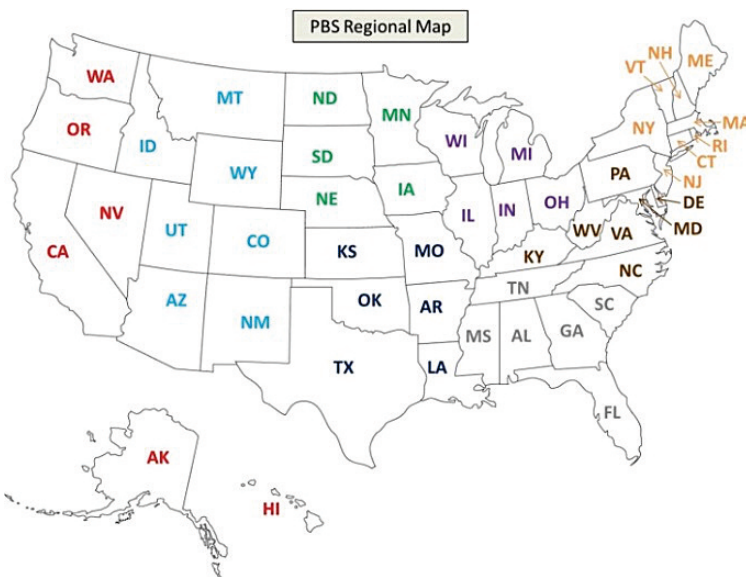 PBS Regional Map
NH
ME
VT
WA
MT
ND
MN
MA
OR
ID
SD
WI
MI
NY
RI
CT
WY
PA
NJ
NE
IA
DE
NV
IL
IN
OH
MD
UT
CO
WV
VA
CA
KS
MO
KY
NC
TN
AZ
NM
OK
AR
SC
MS
AL
GA
TX
LA
FL
AK
HI